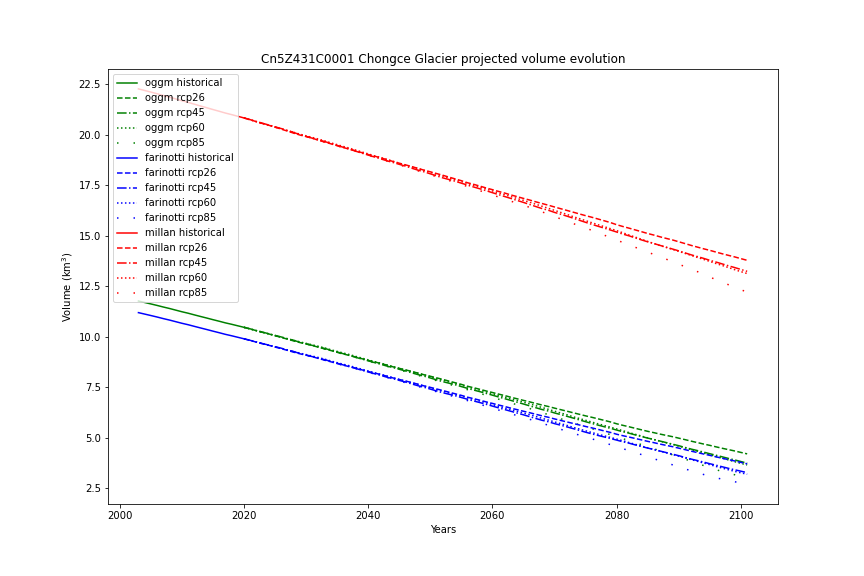 Cn5Z431C0001 Chongce Glacier projected volume evolution
22.5
20.0
17.5
15.0
12.5
10.0
7.5
5.0
2.5
Volume (km³)
oggm historical
oggm rcp26
oggm rcp45
oggm rcp60
oggm rcp85
farinotti historical
farinotti rcp26
farinotti rcp45
farinotti rcp60
farinotti rcp85
millan historical
millan rcp26
millan rcp45
millan rcp60
millan rcp85
2000 2020 2040 2060 2080 2100
Years